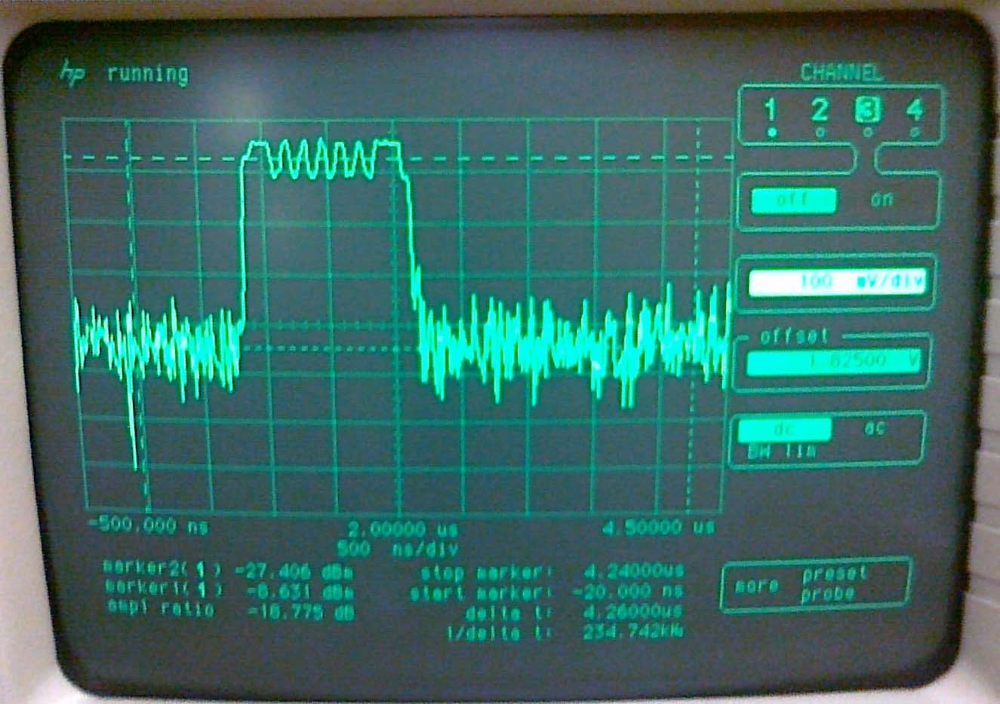 hp running
CHANNEL
1 2 3 4
off on
100 mV/div
offset
1.82500 V
dc ac
BW lim
-500.000 ns 2.00000 us 4.50000 us
500 ns/div
marker2( 1 ) -27.406 dBm stop marker: 4.24000us
marker1( 1 ) -8.631 dBm start marker: -20.000 ns
ampl ratio -18.775 dB delta t: 4.26000us
1/delta t: 234.742kHz
more preset
probe